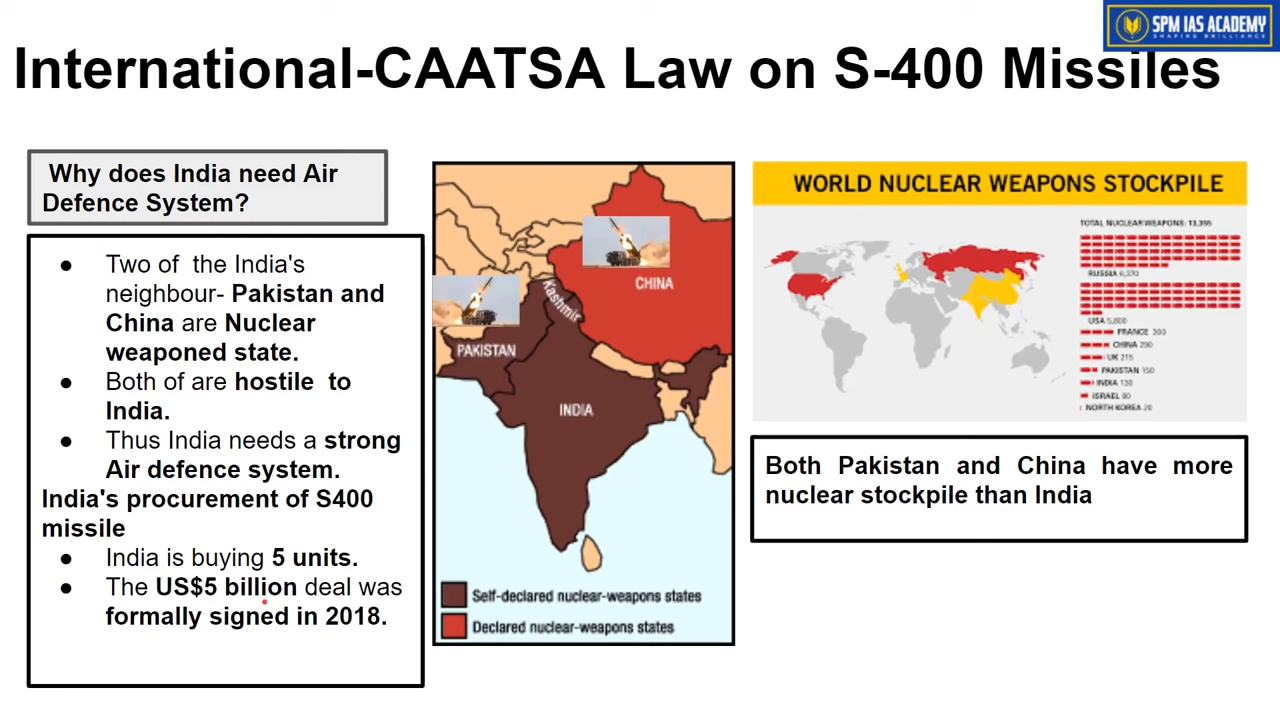 SPM IAS ACADEMY
SHAPING BRILLIANCE
International-CAATSA Law on S-400 Missiles
Why does India need Air
Defence System?
● Two of the India's
neighbour- Pakistan and
China are Nuclear
weaponed state.
● Both of are hostile to
India.
● Thus India needs a strong
Air defence system.
India's procurement of S400
missile
● India is buying 5 units.
● The US$5 billion deal was
formally signed in 2018.
CHINA
Kashmir
PAKISTAN
INDIA
Self-declared nuclear-weapons states
Declared nuclear-weapons states
WORLD NUCLEAR WEAPONS STOCKPILE
TOTAL NUCLEAR WEAPONS: 13,355
RUSSIA 6,370
USA 5,800
FRANCE 300
CHINA 290
UK 215
PAKISTAN 150
INDIA 130
ISRAEL 80
NORTH KOREA 20
Both Pakistan and China have more
nuclear stockpile than India